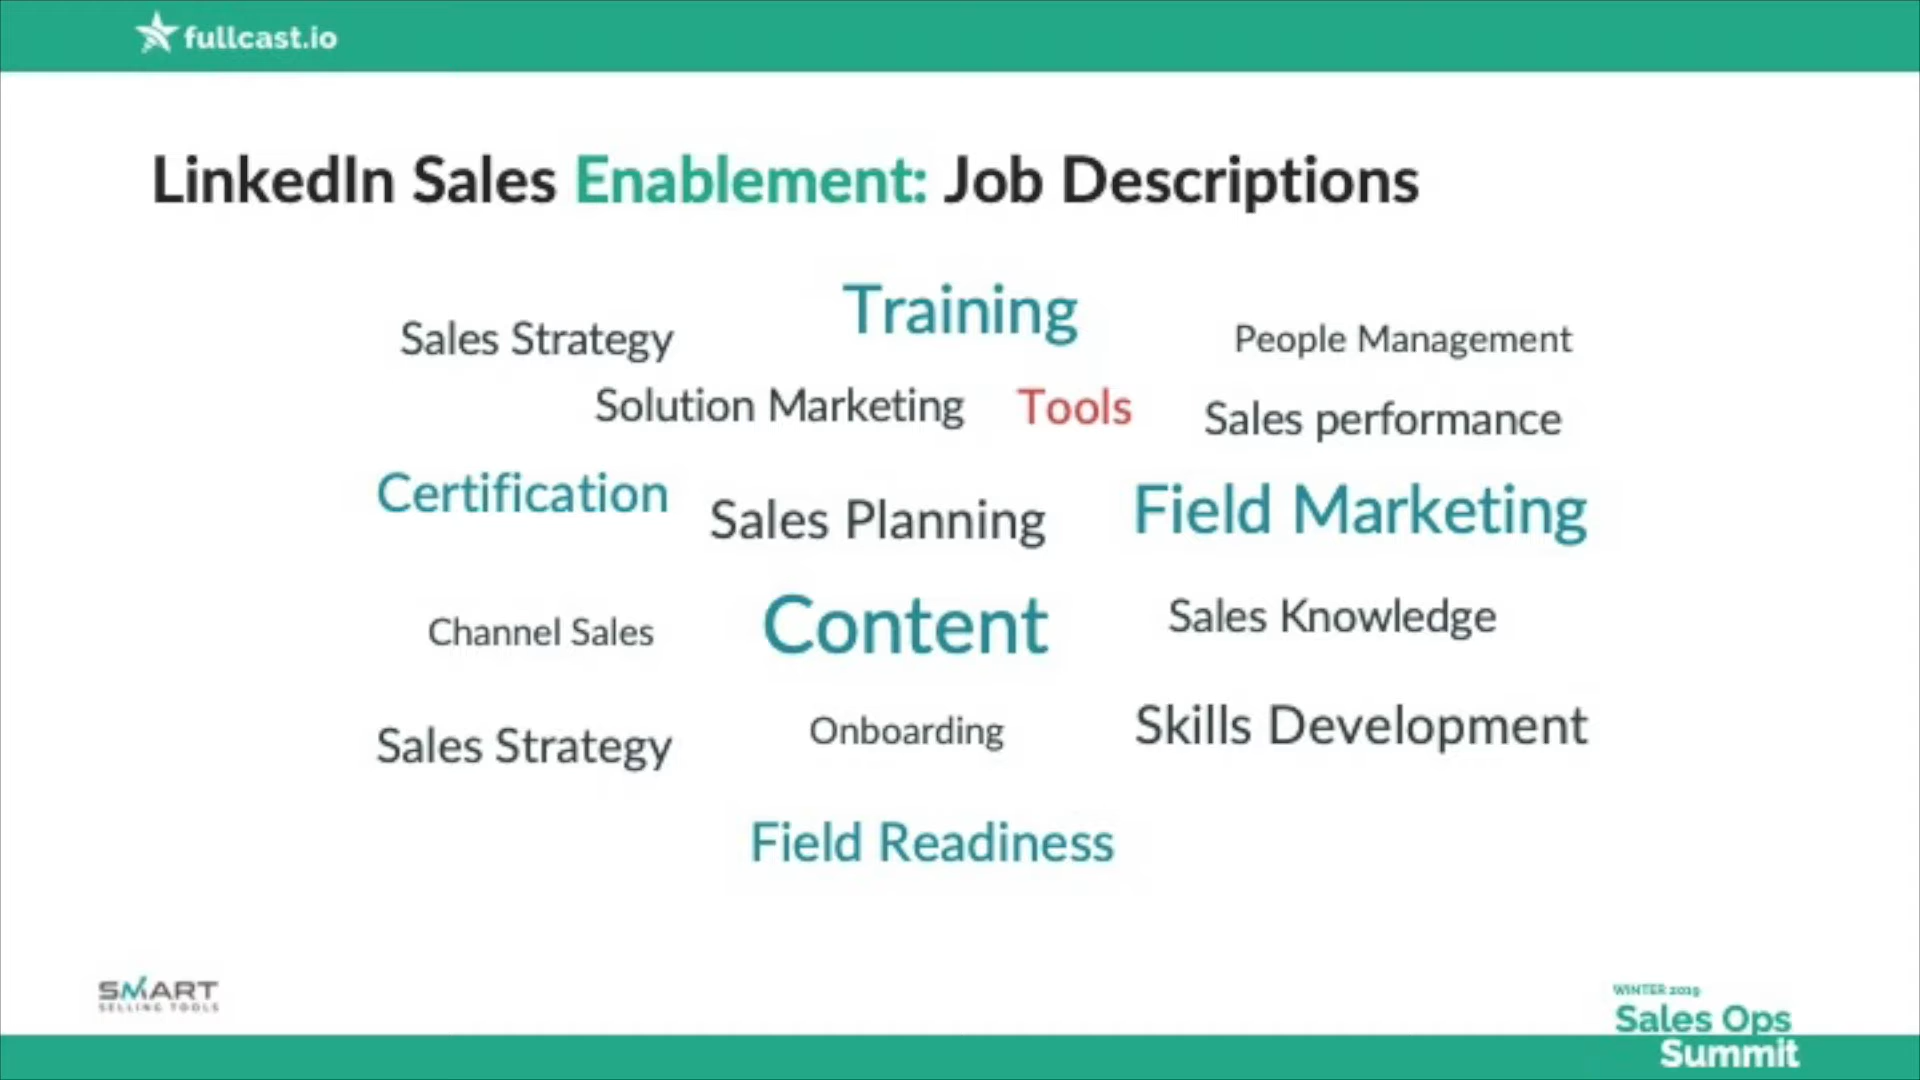 fullcast.io
LinkedIn Sales Enablement: Job Descriptions
Training
Sales Strategy
People Management
Solution Marketing
Tools
Sales performance
Certification
Sales Planning
Field Marketing
Channel Sales
Content
Sales Knowledge
Sales Strategy
Onboarding
Skills Development
Field Readiness
SMART
SELLING TOOLS
WINTER 2019
Sales Ops
Summit